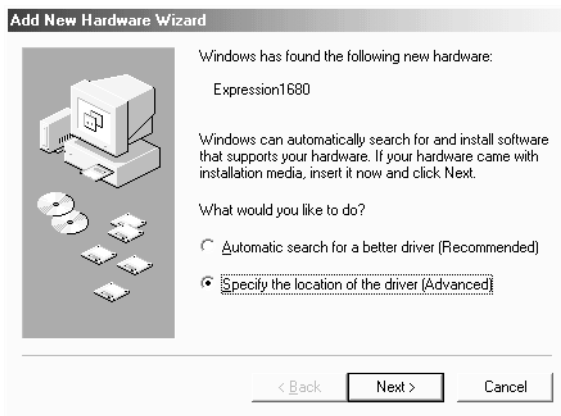 Add New Hardware Wizard
Windows has found the following new hardware:
Expression1680
Windows can automatically search for and install software
that supports your hardware. If your hardware came with
installation media, insert it now and click Next.
What would you like to do?
Automatic search for a better driver (Recommended)
Specify the location of the driver (Advanced)
< Back Next > Cancel